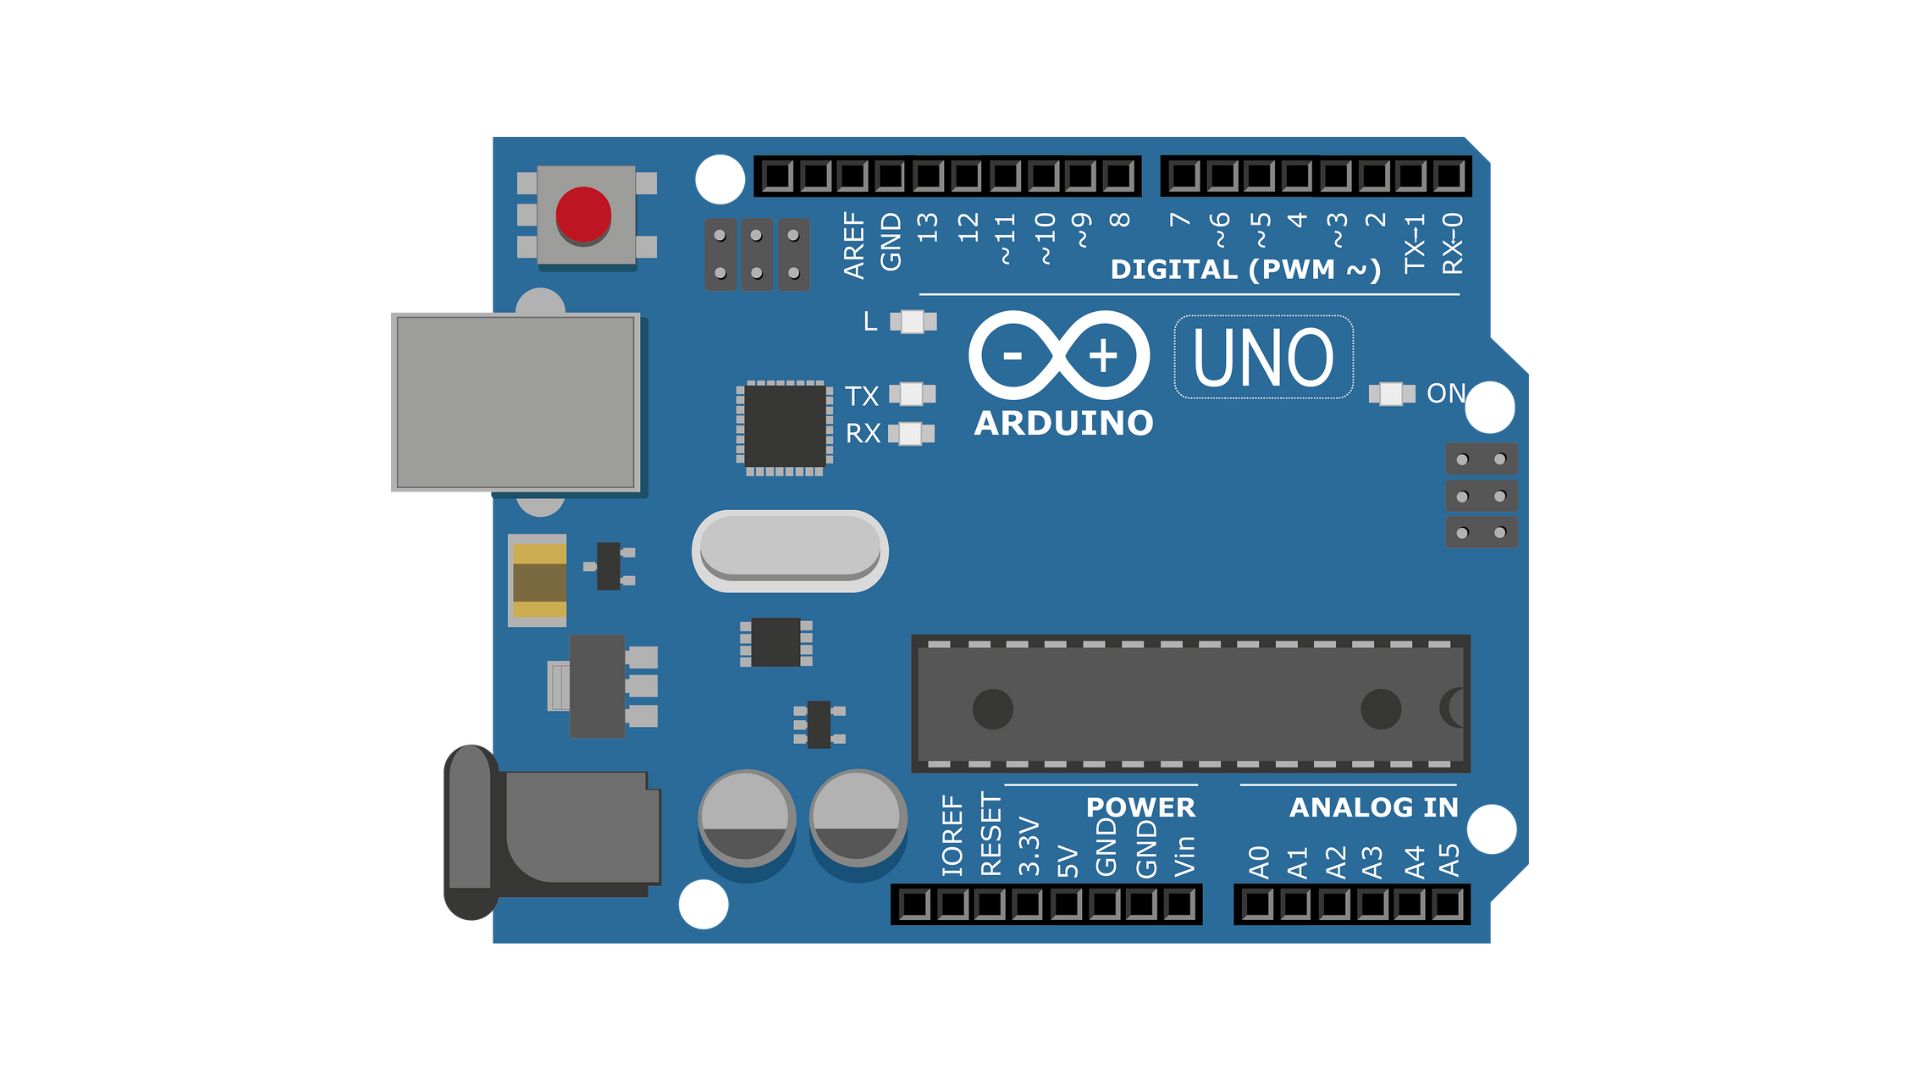 AREF GND 13 12 ~11 ~10 ~9 8 7 ~6 ~5 4 ~3 2 TX→1 RX←0
DIGITAL (PWM ~)
L
TX
RX
- +
ARDUINO
UNO
ON
POWER
ANALOG IN
IOREF RESET 3.3V 5V GND GND Vin
A0 A1 A2 A3 A4 A5